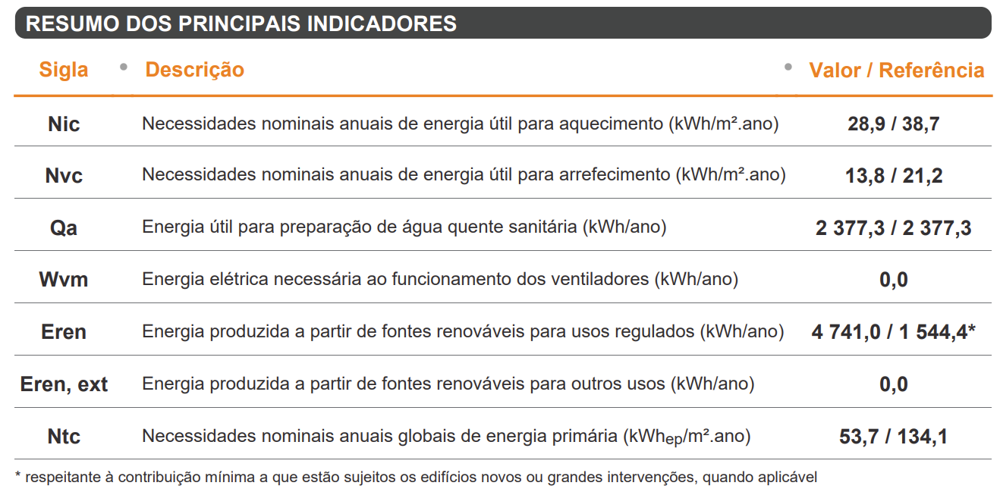 RESUMO DOS PRINCIPAIS INDICADORES
Sigla • Descrição • Valor / Referência
Nic Necessidades nominais anuais de energia útil para aquecimento (kWh/m².ano) 28,9 / 38,7
Nvc Necessidades nominais anuais de energia útil para arrefecimento (kWh/m².ano) 13,8 / 21,2
Qa Energia útil para preparação de água quente sanitária (kWh/ano) 2 377,3 / 2 377,3
Wvm Energia elétrica necessária ao funcionamento dos ventiladores (kWh/ano) 0,0
Eren Energia produzida a partir de fontes renováveis para usos regulados (kWh/ano) 4 741,0 / 1 544,4*
Eren, ext Energia produzida a partir de fontes renováveis para outros usos (kWh/ano) 0,0
Ntc Necessidades nominais anuais globais de energia primária (kWhep/m².ano) 53,7 / 134,1
* respeitante à contribuição mínima a que estão sujeitos os edifícios novos ou grandes intervenções, quando aplicável